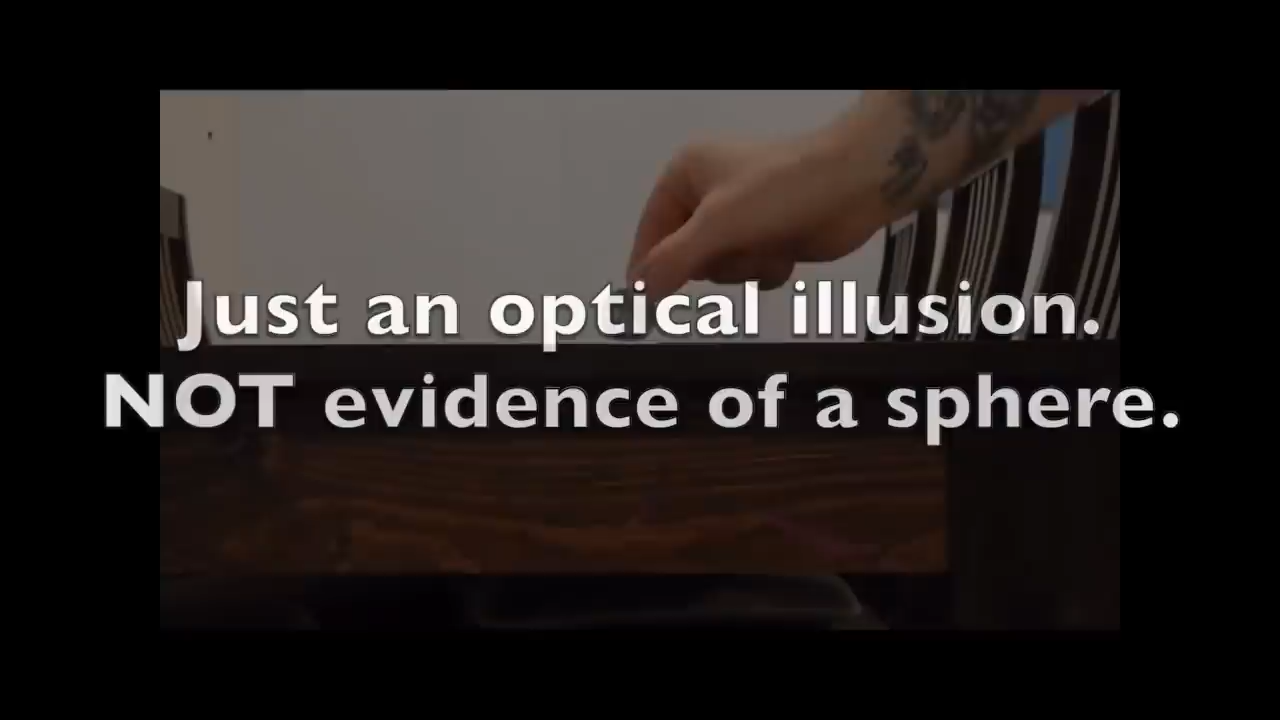 Just an optical illusion.
NOT evidence of a sphere.